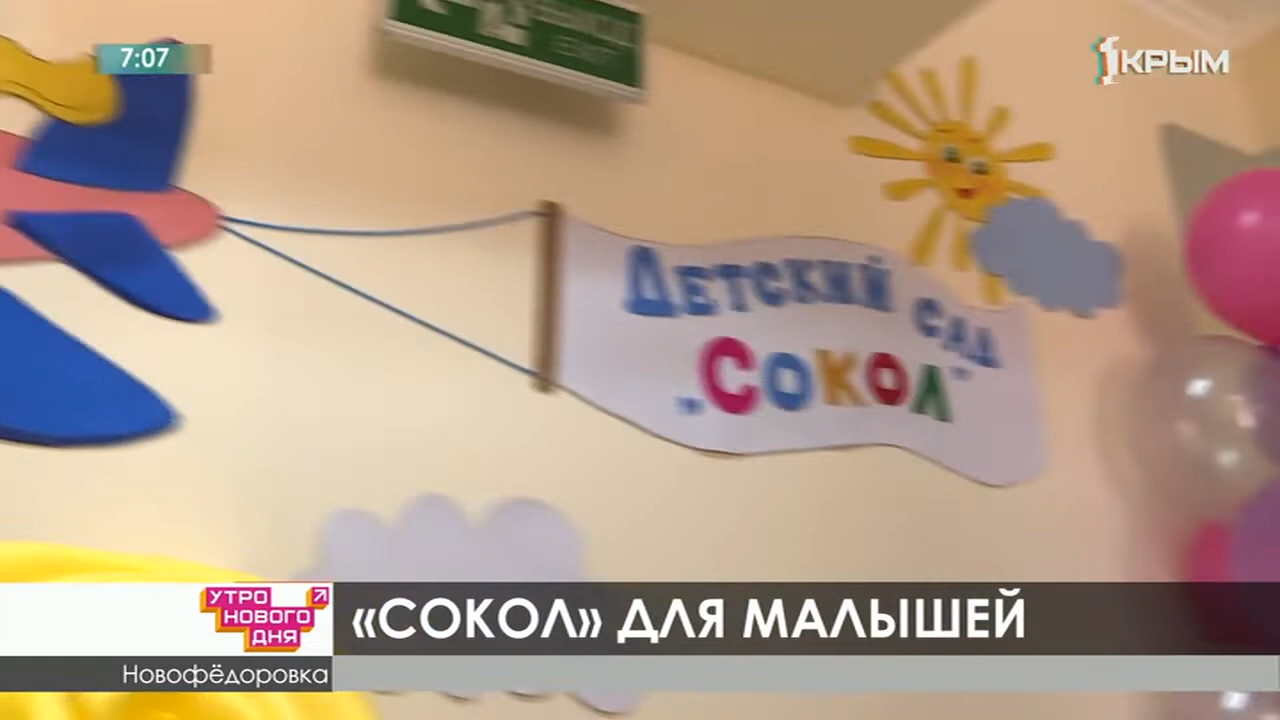 7:07
1КРЫМ
Детский сад
„Сокол"
УТРО
НОВОГО
ДНЯ
«СОКОЛ» ДЛЯ МАЛЫШЕЙ
Новофёдоровка